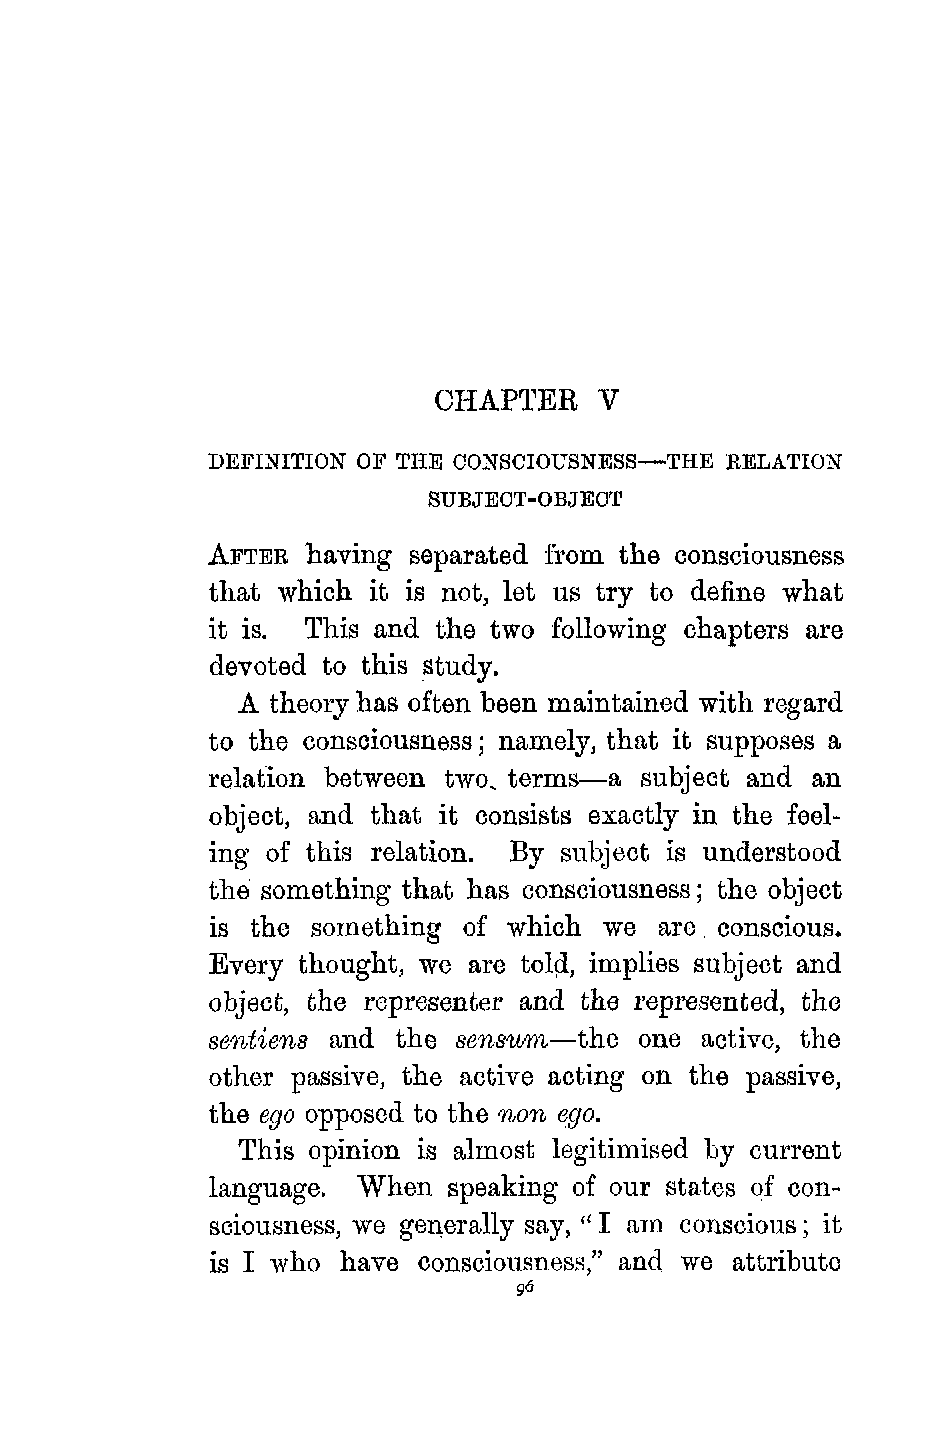 CHAPTER V
DEFINITION OF THE CONSCIOUSNESS—THE RELATION
SUBJECT-OBJECT
AFTER having separated from the consciousness
that which it is not, let us try to define what
it is. This and the two following chapters are
devoted to this study.
A theory has often been maintained with regard
to the consciousness; namely, that it supposes a
relation between two terms—a subject and an
object, and that it consists exactly in the feel-
ing of this relation. By subject is understood
the something that has consciousness; the object
is the something of which we are conscious.
Every thought, we are told, implies subject and
object, the representer and the represented, the
sentiens and the sensum—the one active, the
other passive, the active acting on the passive,
the ego opposed to the non ego.
This opinion is almost legitimised by current
language. When speaking of our states of con-
sciousness, we generally say, "I am conscious; it
is I who have consciousness," and we attribute
96